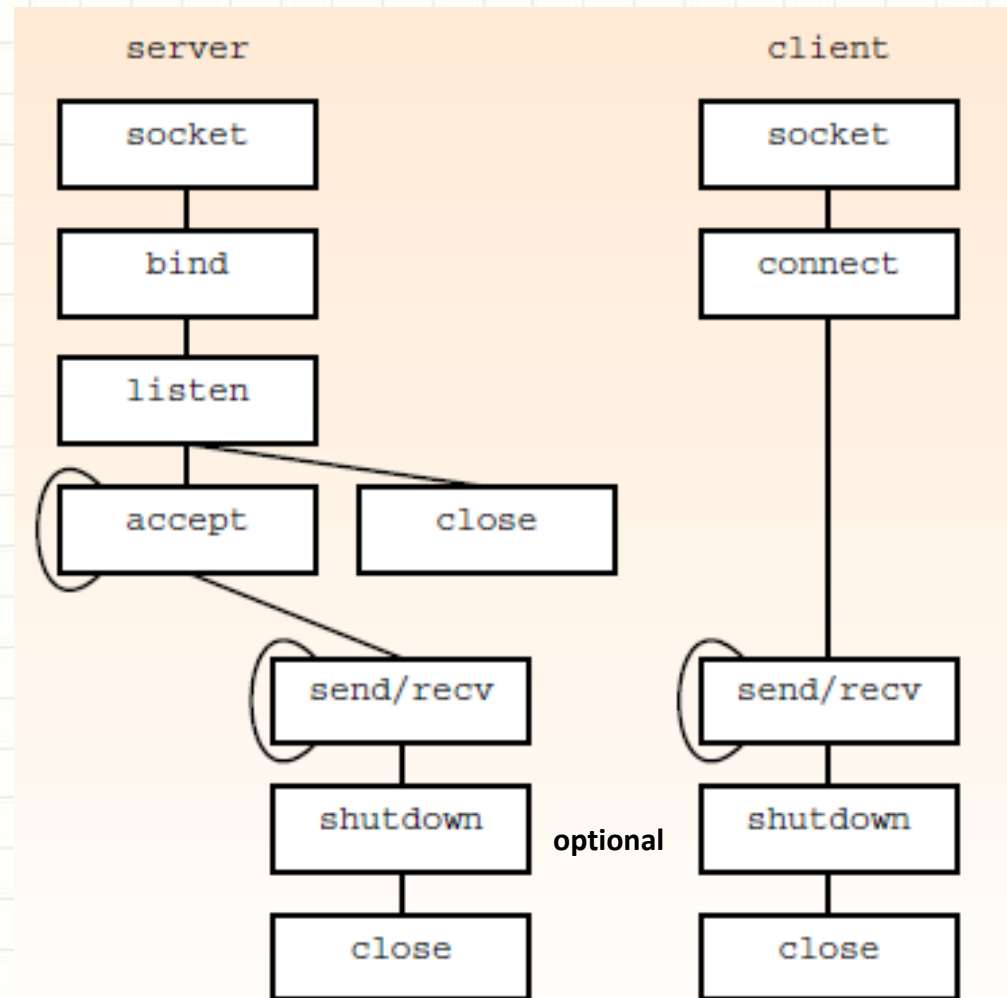 server
client
socket
socket
bind
connect
listen
accept
close
send/recv
send/recv
shutdown
optional
shutdown
close
close